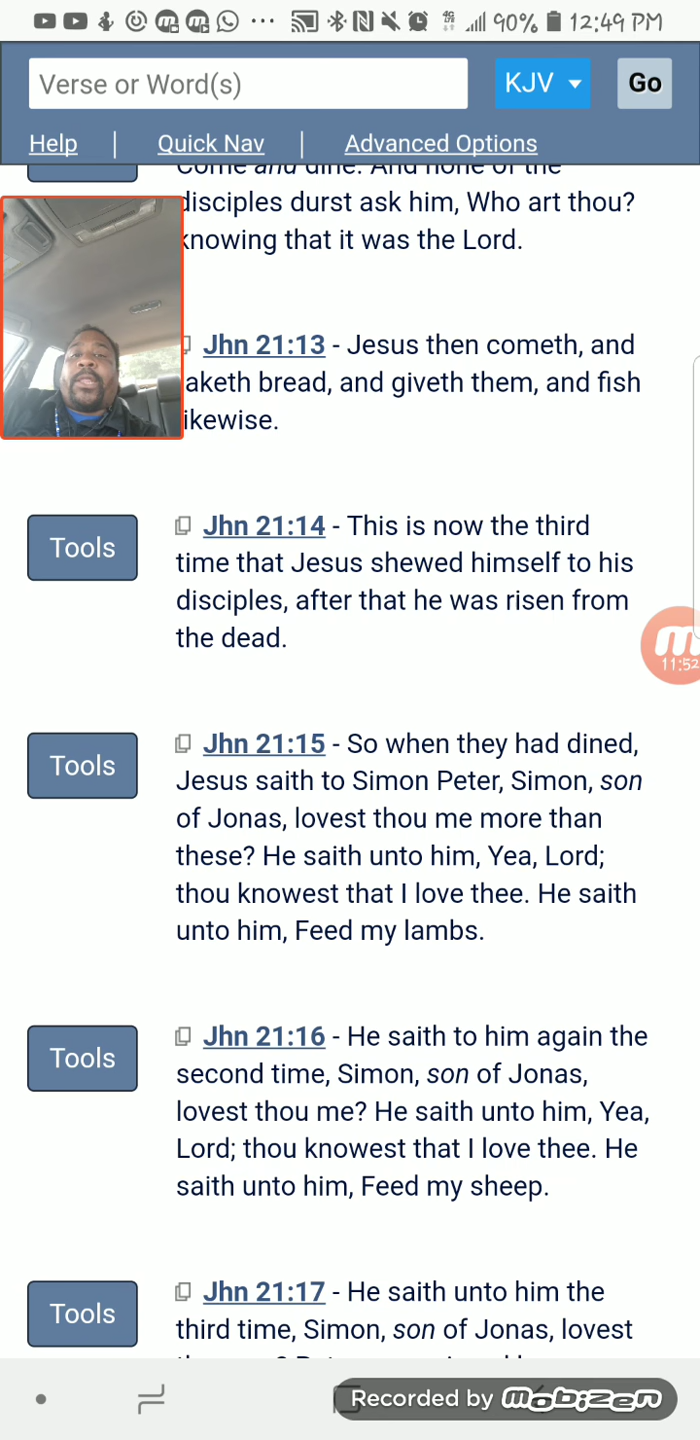 90% 12:49 PM
Verse or Word(s) KJV Go
Help | Quick Nav | Advanced Options
Come and dine. And none of the
disciples durst ask him, Who art thou?
knowing that it was the Lord.
Jhn 21:13 - Jesus then cometh, and
aketh bread, and giveth them, and fish
ikewise.
Tools
Jhn 21:14 - This is now the third
time that Jesus shewed himself to his
disciples, after that he was risen from
the dead.
11:52
Tools
Jhn 21:15 - So when they had dined,
Jesus saith to Simon Peter, Simon, son
of Jonas, lovest thou me more than
these? He saith unto him, Yea, Lord;
thou knowest that I love thee. He saith
unto him, Feed my lambs.
Tools
Jhn 21:16 - He saith to him again the
second time, Simon, son of Jonas,
lovest thou me? He saith unto him, Yea,
Lord; thou knowest that I love thee. He
saith unto him, Feed my sheep.
Tools
Jhn 21:17 - He saith unto him the
third time, Simon, son of Jonas, lovest
Recorded by mobizen